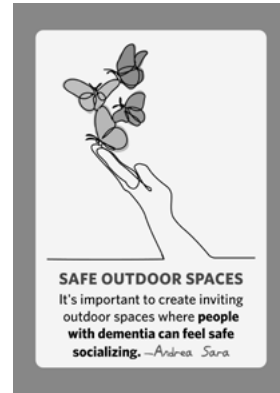 SAFE OUTDOOR SPACES
It's important to create inviting
outdoor spaces where people
with dementia can feel safe
socializing. —Andrea Sara